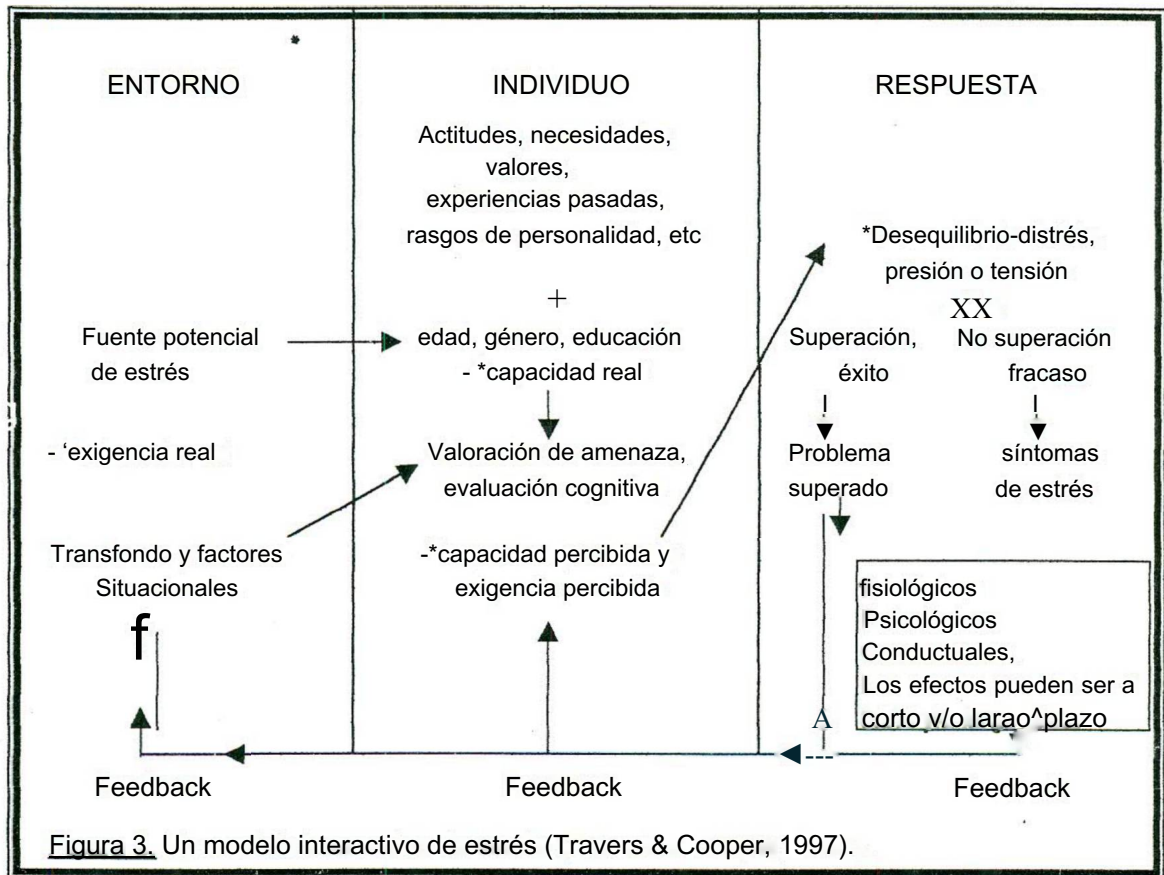 ENTORNO
INDIVIDUO
RESPUESTA
Actitudes, necesidades,
valores,
experiencias pasadas,
rasgos de personalidad, etc
+
edad, género, educación
- *capacidad real
Fuente potencial
de estrés
- ‘exigencia real
Valoración de amenaza,
evaluación cognitiva
Transfondo y factores
Situacionales
f
-*capacidad percibida y
exigencia percibida
*Desequilibrio-distrés,
presión o tensión
XX
Superación,
éxito
No superación
fracaso
Problema
superado
síntomas
de estrés
fisiológicos
Psicológicos
Conductuales,
Los efectos pueden ser a
corto v/o larao^plazo
A
Feedback
Feedback
Feedback
Figura 3. Un modelo interactivo de estrés (Travers & Cooper, 1997).